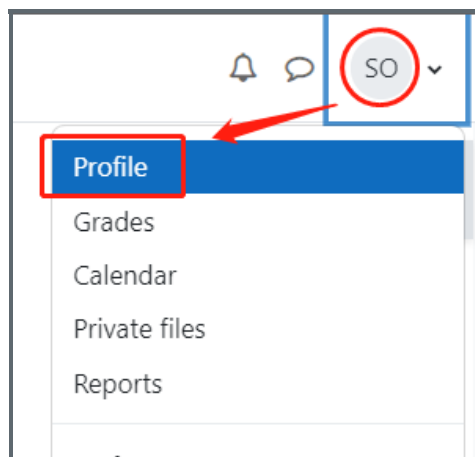 SO
Profile
Grades
Calendar
Private files
Reports